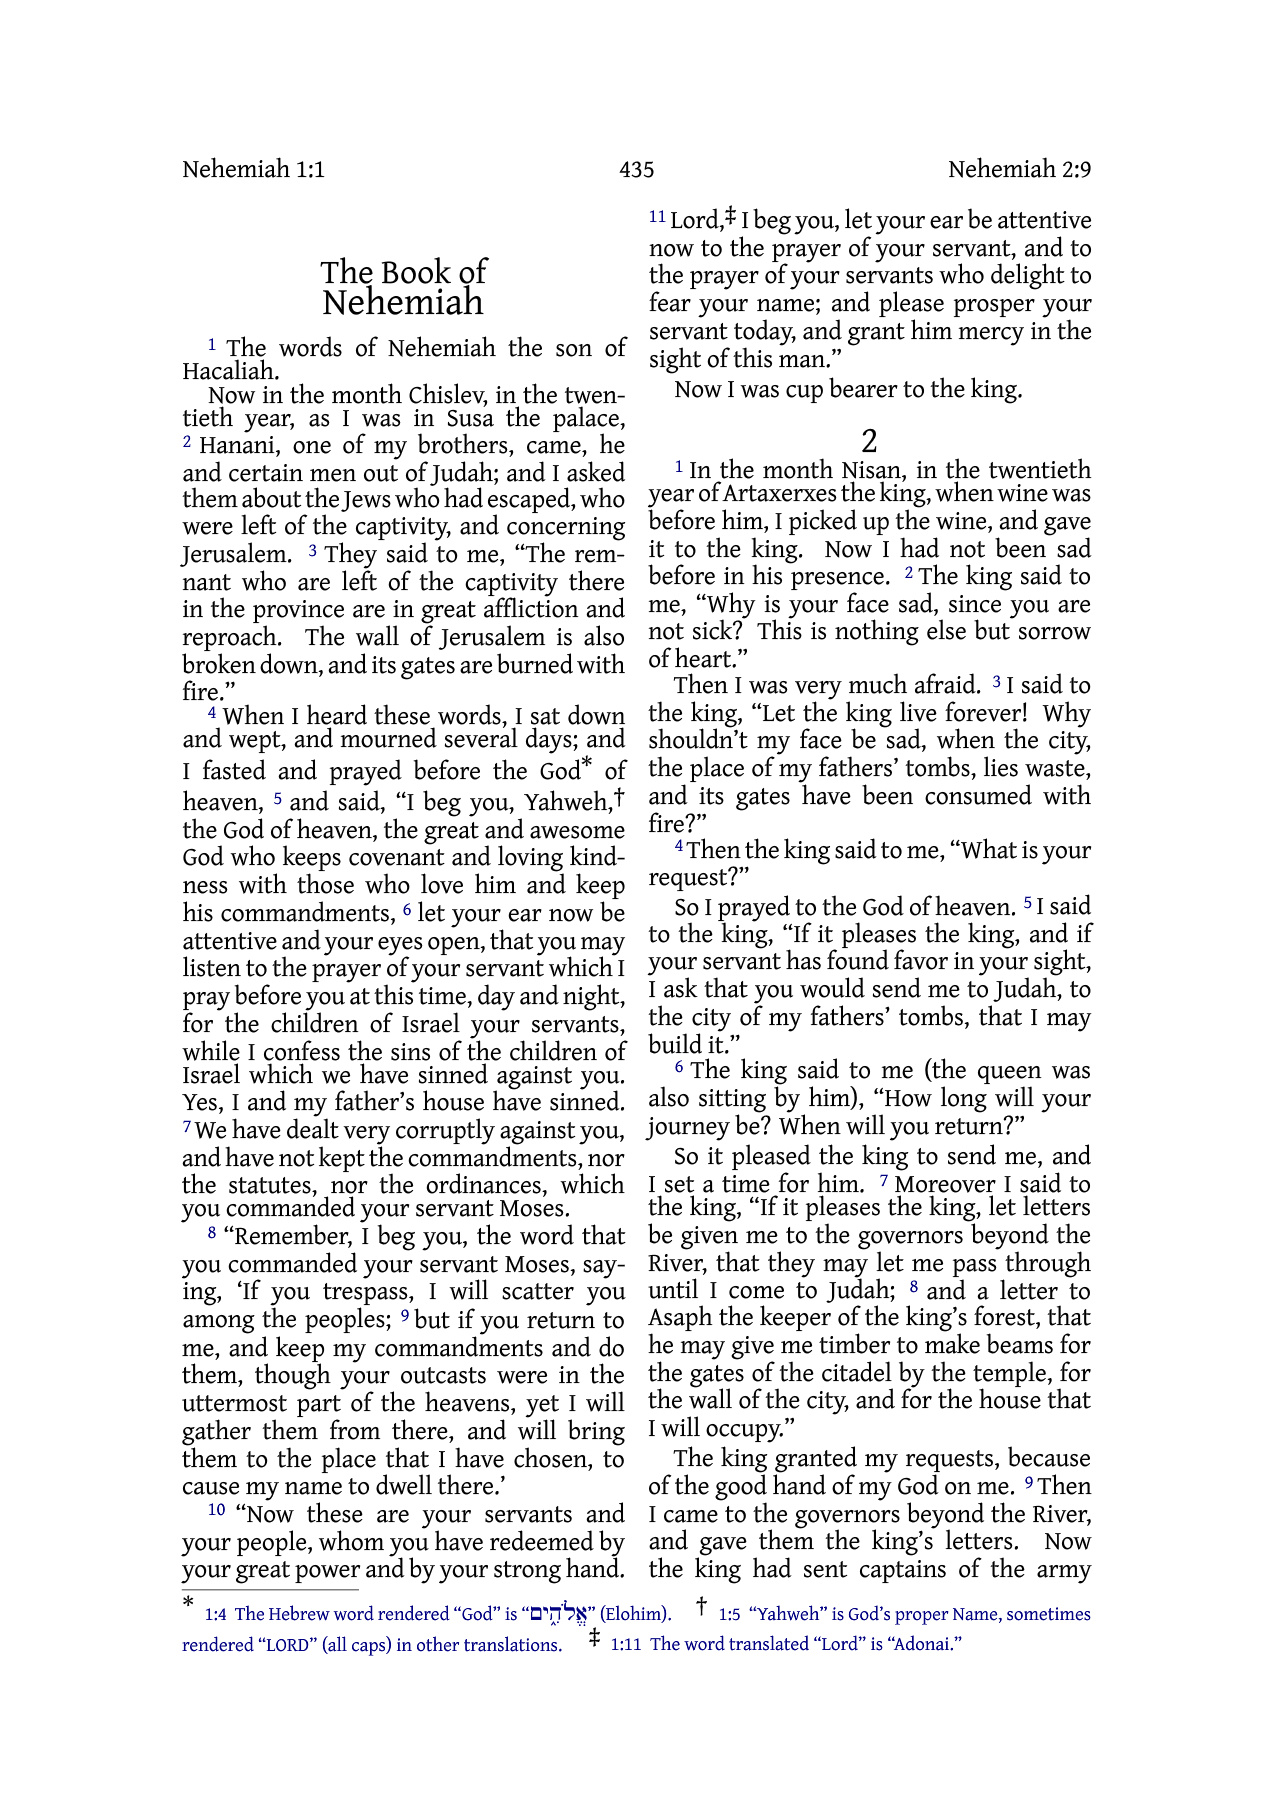 Nehemiah 1:1 435 Nehemiah 2:9
The Book of
Nehemiah
1 The words of Nehemiah the son of
Hacaliah.
Now in the month Chislev, in the twen-
tieth year, as I was in Susa the palace,
2 Hanani, one of my brothers, came, he
and certain men out of Judah; and I asked
them about the Jews who had escaped, who
were left of the captivity, and concerning
Jerusalem. 3 They said to me, “The rem-
nant who are left of the captivity there
in the province are in great affliction and
reproach. The wall of Jerusalem is also
broken down, and its gates are burned with
fire.”
4 When I heard these words, I sat down
and wept, and mourned several days; and
I fasted and prayed before the God* of
heaven, 5 and said, “I beg you, Yahweh,†
the God of heaven, the great and awesome
God who keeps covenant and loving kind-
ness with those who love him and keep
his commandments, 6 let your ear now be
attentive and your eyes open, that you may
listen to the prayer of your servant which I
pray before you at this time, day and night,
for the children of Israel your servants,
while I confess the sins of the children of
Israel which we have sinned against you.
Yes, I and my father’s house have sinned.
7 We have dealt very corruptly against you,
and have not kept the commandments, nor
the statutes, nor the ordinances, which
you commanded your servant Moses.
8 “Remember, I beg you, the word that
you commanded your servant Moses, say-
ing, ‘If you trespass, I will scatter you
among the peoples; 9 but if you return to
me, and keep my commandments and do
them, though your outcasts were in the
uttermost part of the heavens, yet I will
gather them from there, and will bring
them to the place that I have chosen, to
cause my name to dwell there.’
10 “Now these are your servants and
your people, whom you have redeemed by
your great power and by your strong hand.
11 Lord,‡ I beg you, let your ear be attentive
now to the prayer of your servant, and to
the prayer of your servants who delight to
fear your name; and please prosper your
servant today, and grant him mercy in the
sight of this man.”
Now I was cup bearer to the king.
2
1 In the month Nisan, in the twentieth
year of Artaxerxes the king, when wine was
before him, I picked up the wine, and gave
it to the king. Now I had not been sad
before in his presence. 2 The king said to
me, “Why is your face sad, since you are
not sick? This is nothing else but sorrow
of heart.”
Then I was very much afraid. 3 I said to
the king, “Let the king live forever! Why
shouldn’t my face be sad, when the city,
the place of my fathers’ tombs, lies waste,
and its gates have been consumed with
fire?”
4 Then the king said to me, “What is your
request?”
So I prayed to the God of heaven. 5 I said
to the king, “If it pleases the king, and if
your servant has found favor in your sight,
I ask that you would send me to Judah, to
the city of my fathers’ tombs, that I may
build it.”
6 The king said to me (the queen was
also sitting by him), “How long will your
journey be? When will you return?”
So it pleased the king to send me, and
I set a time for him. 7 Moreover I said to
the king, “If it pleases the king, let letters
be given me to the governors beyond the
River, that they may let me pass through
until I come to Judah; 8 and a letter to
Asaph the keeper of the king’s forest, that
he may give me timber to make beams for
the gates of the citadel by the temple, for
the wall of the city, and for the house that
I will occupy.”
The king granted my requests, because
of the good hand of my God on me. 9 Then
I came to the governors beyond the River,
and gave them the king’s letters. Now
the king had sent captains of the army
* 1:4 The Hebrew word rendered “God” is “אֱלֹהִ֑ים” (Elohim). † 1:5 “Yahweh” is God’s proper Name, sometimes
rendered “LORD” (all caps) in other translations. ‡ 1:11 The word translated “Lord” is “Adonai.”